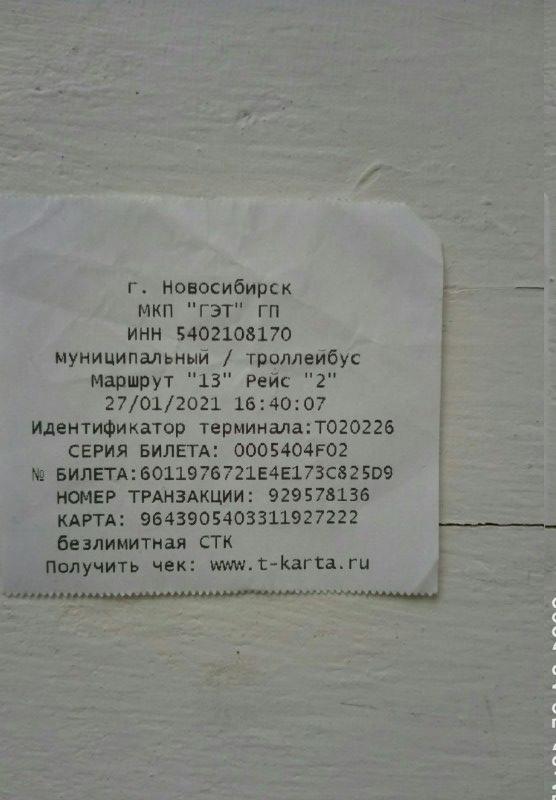 г. Новосибирск
МКП "ГЭТ" ГП
ИНН 5402108170
муниципальный / троллейбус
Маршрут "13" Рейс "2"
27/01/2021 16:40:07
Идентификатор терминала:T020226
СЕРИЯ БИЛЕТА: 0005404F02
№ БИЛЕТА:6011976721E4E173C825D9
НОМЕР ТРАНЗАКЦИИ: 929578136
КАРТА: 9643905403311927222
безлимитная СТК
Получить чек: www.t-karta.ru